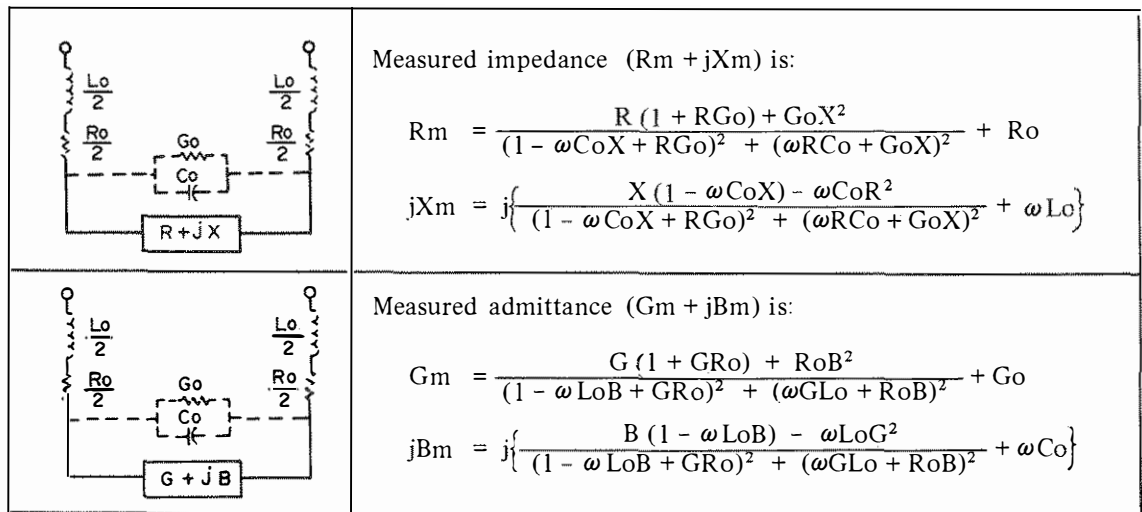 Lo/2 Lo/2
Ro/2 Ro/2
Go
Co
R + jX
Measured impedance (Rm + jXm) is:
Rm = R (1 + RGo) + GoX² / (1 - ωCoX + RGo)² + (ωRCo + GoX)² + Ro
jXm = j{ X (1 - ωCoX) - ωCoR² / (1 - ωCoX + RGo)² + (ωRCo + GoX)² + ωLo}
Lo/2 Lo/2
Ro/2 Ro/2
Go
Co
G + jB
Measured admittance (Gm + jBm) is:
Gm = G (1 + GRo) + RoB² / (1 - ωLoB + GRo)² + (ωGLo + RoB)² + Go
jBm = j{ B (1 - ωLoB) - ωLoG² / (1 - ωLoB + GRo)² + (ωGLo + RoB)² + ωCo}